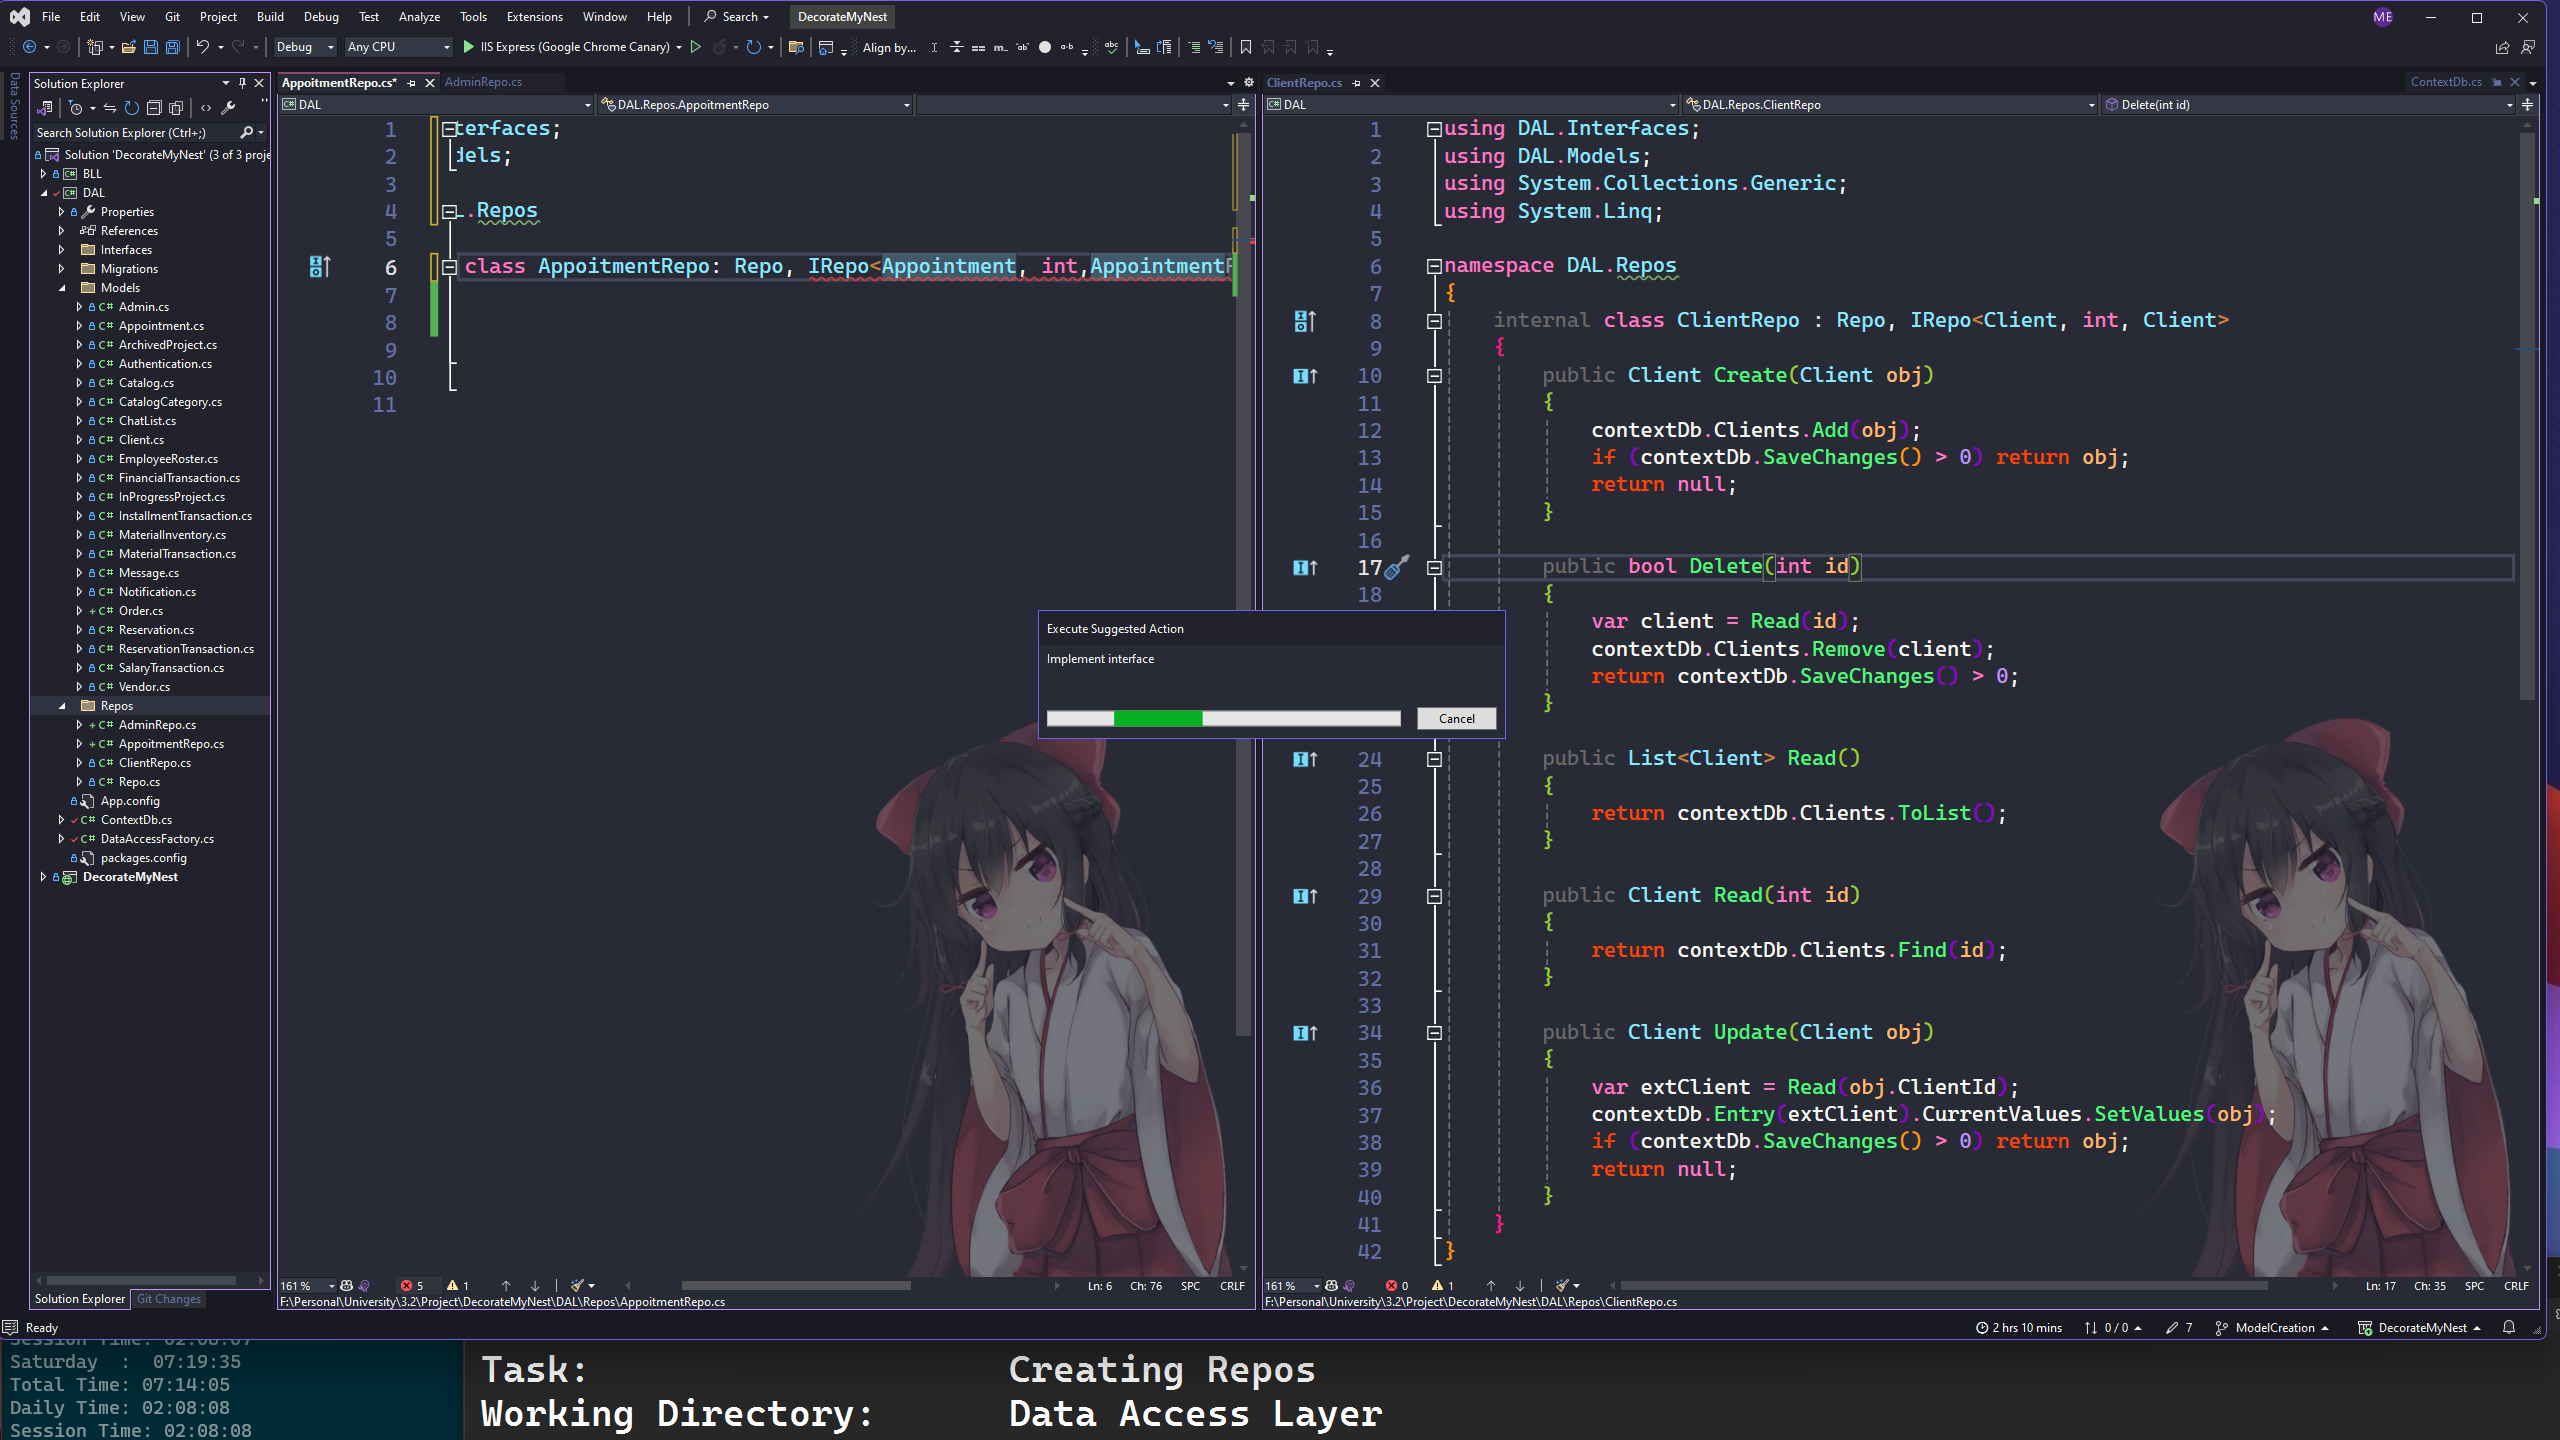 File Edit View Git Project Build Debug Test Analyze Tools Extensions Window Help Search DecorateMyNest ME
Debug Any CPU IIS Express (Google Chrome Canary) Align by...
Data Sources
Solution Explorer
Search Solution Explorer (Ctrl+;)
Solution 'DecorateMyNest' (3 of 3 proje
BLL
DAL
Properties
References
Interfaces
Migrations
Models
C# Admin.cs
C# Appointment.cs
C# ArchivedProject.cs
C# Authentication.cs
C# Catalog.cs
C# CatalogCategory.cs
C# ChatList.cs
C# Client.cs
C# EmployeeRoster.cs
C# FinancialTransaction.cs
C# InProgressProject.cs
C# InstallmentTransaction.cs
C# MaterialInventory.cs
C# MaterialTransaction.cs
C# Message.cs
C# Notification.cs
+ C# Order.cs
C# Reservation.cs
C# ReservationTransaction.cs
C# SalaryTransaction.cs
C# Vendor.cs
Repos
+ C# AdminRepo.cs
+ C# AppoitmentRepo.cs
C# ClientRepo.cs
C# Repo.cs
App.config
C# ContextDb.cs
C# DataAccessFactory.cs
packages.config
DecorateMyNest
Solution Explorer Git Changes
AppoitmentRepo.cs* AdminRepo.cs
DAL DAL.Repos.AppoitmentRepo
1 terfaces;
2 dels;
3
4 .Repos
5
6 class AppoitmentRepo: Repo, IRepo<Appointment, int,Appointment
7
8
9
10
11
161 % 5 1 Ln: 6 Ch: 76 SPC CRLF
F:\Personal\University\3.2\Project\DecorateMyNest\DAL\Repos\AppoitmentRepo.cs
ClientRepo.cs ContextDb.cs
DAL DAL.Repos.ClientRepo Delete(int id)
1 using DAL.Interfaces;
2 using DAL.Models;
3 using System.Collections.Generic;
4 using System.Linq;
5
6 namespace DAL.Repos
7 {
8 internal class ClientRepo : Repo, IRepo<Client, int, Client>
9 {
10 public Client Create(Client obj)
11 {
12 contextDb.Clients.Add(obj);
13 if (contextDb.SaveChanges() > 0) return obj;
14 return null;
15 }
16
17 public bool Delete(int id)
18 {
var client = Read(id);
contextDb.Clients.Remove(client);
return contextDb.SaveChanges() > 0;
}
24 public List<Client> Read()
25 {
26 return contextDb.Clients.ToList();
27 }
28
29 public Client Read(int id)
30 {
31 return contextDb.Clients.Find(id);
32 }
33
34 public Client Update(Client obj)
35 {
36 var extClient = Read(obj.ClientId);
37 contextDb.Entry(extClient).CurrentValues.SetValues(obj);
38 if (contextDb.SaveChanges() > 0) return obj;
39 return null;
40 }
41 }
42 }
161 % 0 1 Ln: 17 Ch: 35 SPC CRLF
F:\Personal\University\3.2\Project\DecorateMyNest\DAL\Repos\ClientRepo.cs
Execute Suggested Action
Implement interface
Cancel
Ready 2 hrs 10 mins 0 / 0 7 ModelCreation DecorateMyNest
Session Time: 02:08:07
Saturday : 07:19:35
Total Time: 07:14:05
Daily Time: 02:08:08
Session Time: 02:08:08
Task: Creating Repos
Working Directory: Data Access Layer